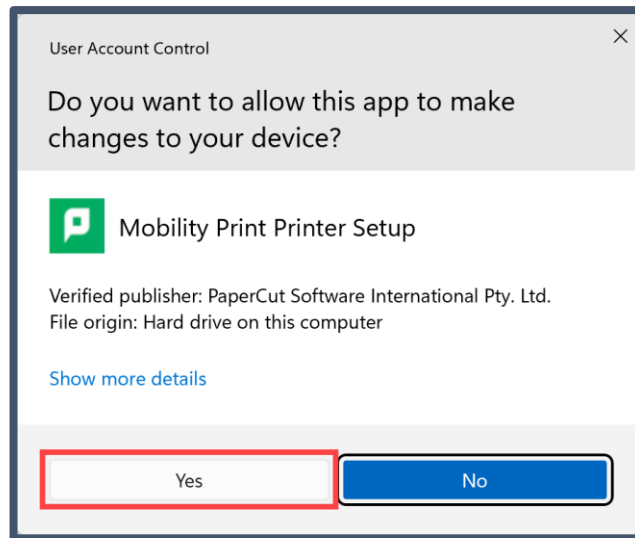 User Account Control
Do you want to allow this app to make
changes to your device?
Mobility Print Printer Setup
Verified publisher: PaperCut Software International Pty. Ltd.
File origin: Hard drive on this computer
Show more details
Yes
No